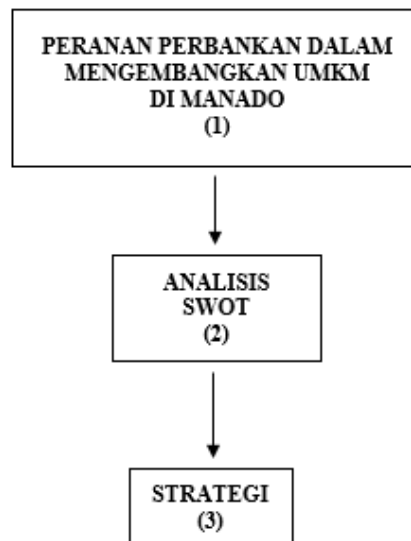 PERANAN PERBANKAN DALAM
MENGEMBANGKAN UMKM
DI MANADO
(1)
ANALISIS
SWOT
(2)
STRATEGI
(3)